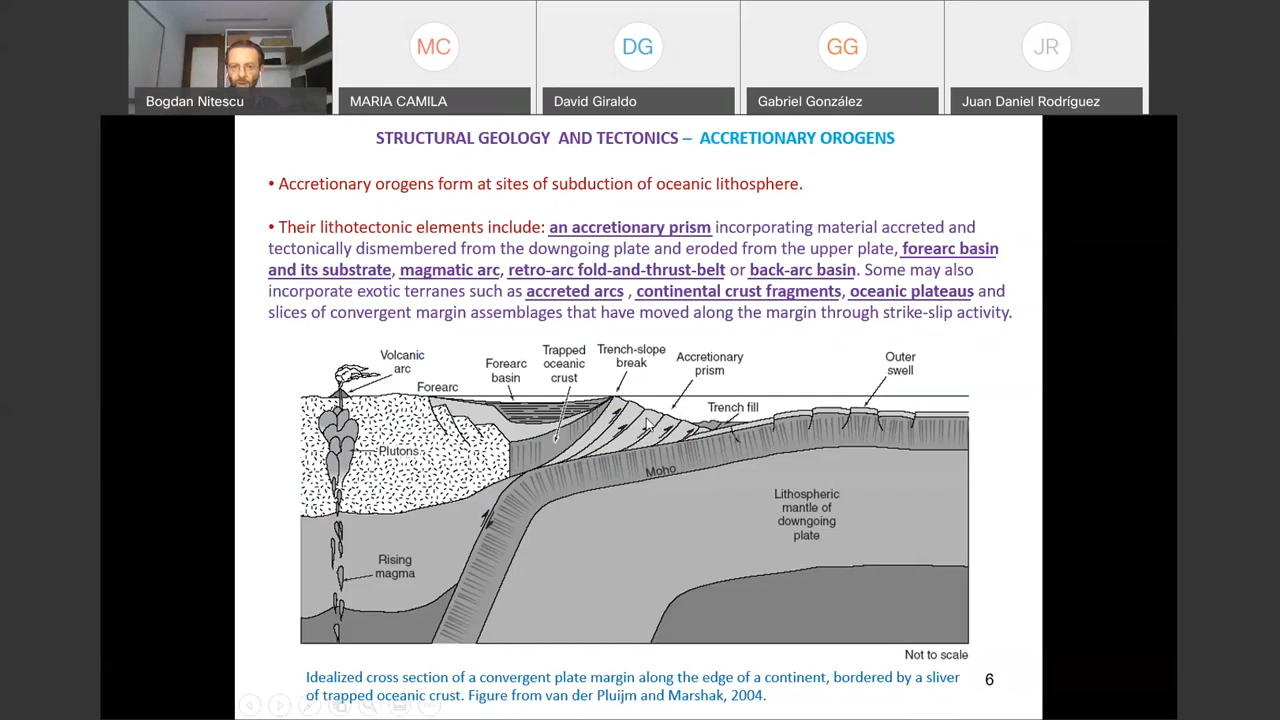 MC
DG
GG
JR
Bogdan Nitescu
MARIA CAMILA
David Giraldo
Gabriel González
Juan Daniel Rodríguez
STRUCTURAL GEOLOGY AND TECTONICS – ACCRETIONARY OROGENS
• Accretionary orogens form at sites of subduction of oceanic lithosphere.
• Their lithotectonic elements include: an accretionary prism incorporating material accreted and
tectonically dismembered from the downgoing plate and eroded from the upper plate, forearc basin
and its substrate, magmatic arc, retro-arc fold-and-thrust-belt or back-arc basin. Some may also
incorporate exotic terranes such as accreted arcs , continental crust fragments, oceanic plateaus and
slices of convergent margin assemblages that have moved along the margin through strike-slip activity.
Volcanic
arc
Forearc
Forearc
basin
Trapped
oceanic
crust
Trench-slope
break
Accretionary
prism
Trench fill
Outer
swell
Plutons
Moho
Lithospheric
mantle of
downgoing
plate
Rising
magma
Not to scale
Idealized cross section of a convergent plate margin along the edge of a continent, bordered by a sliver
of trapped oceanic crust. Figure from van der Pluijm and Marshak, 2004.
6